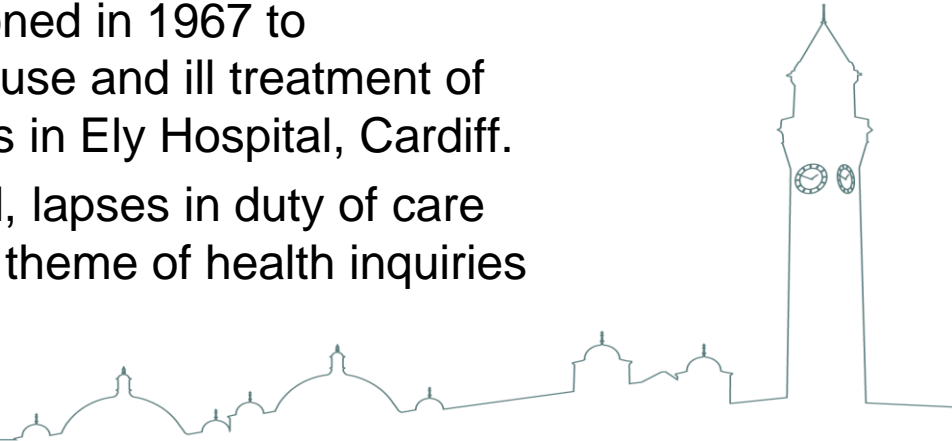 oned in 1967 to
use and ill treatment of
s in Ely Hospital, Cardiff.
l, lapses in duty of care
theme of health inquiries